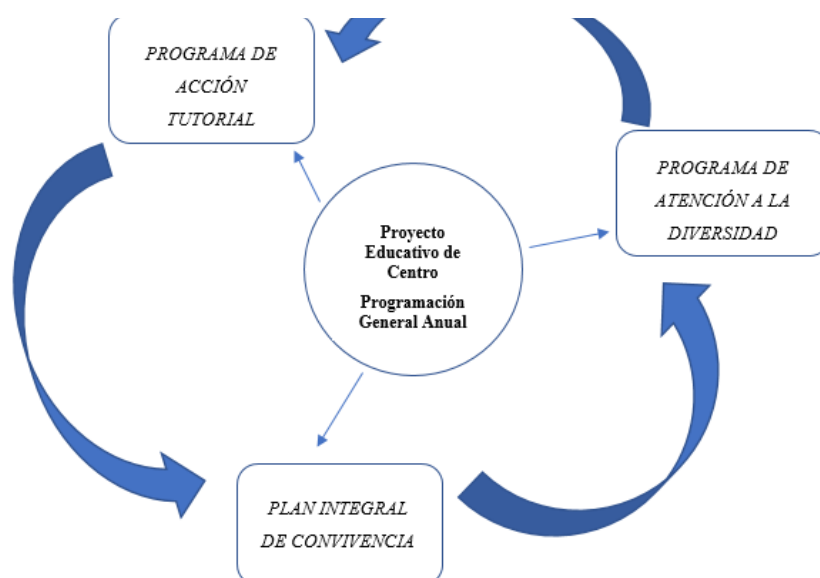 PROGRAMA DE
ACCIÓN
TUTORIAL
PROGRAMA DE
ATENCIÓN A LA
DIVERSIDAD
Proyecto
Educativo de
Centro
Programación
General Anual
PLAN INTEGRAL
DE CONVIVENCIA